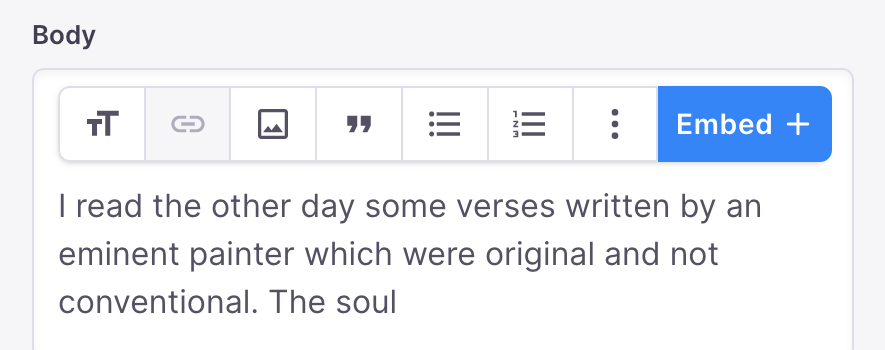 Body
Embed +
I read the other day some verses written by an
eminent painter which were original and not
conventional. The soul